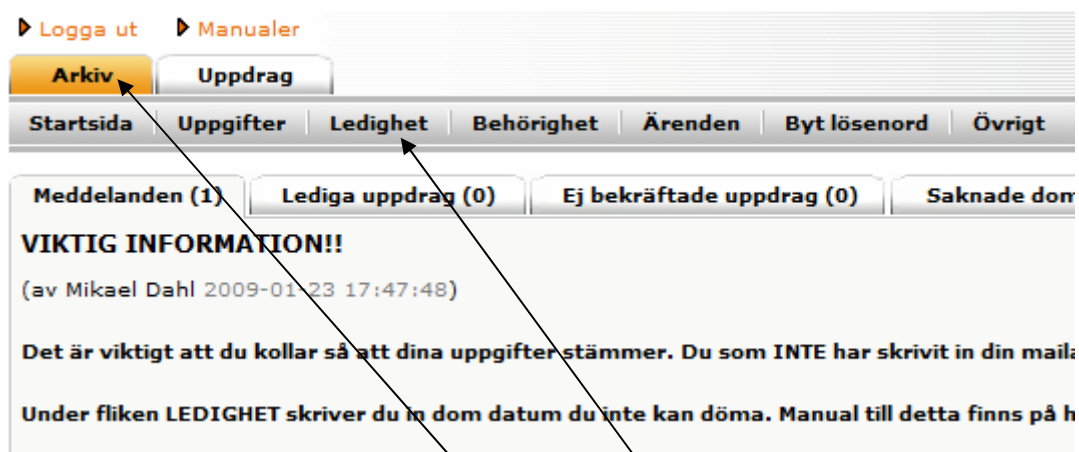 Logga ut Manualer
Arkiv Uppdrag
Startsida Uppgifter Ledighet Behörighet Ärenden Byt lösenord Övrigt
Meddelanden (1) Lediga uppdrag (0) Ej bekräftade uppdrag (0) Saknade dom
VIKTIG INFORMATION!!
(av Mikael Dahl 2009-01-23 17:47:48)
Det är viktigt att du kollar så att dina uppgifter stämmer. Du som INTE har skrivit in din maila
Under fliken LEDIGHET skriver du in dom datum du inte kan döma. Manual till detta finns på h